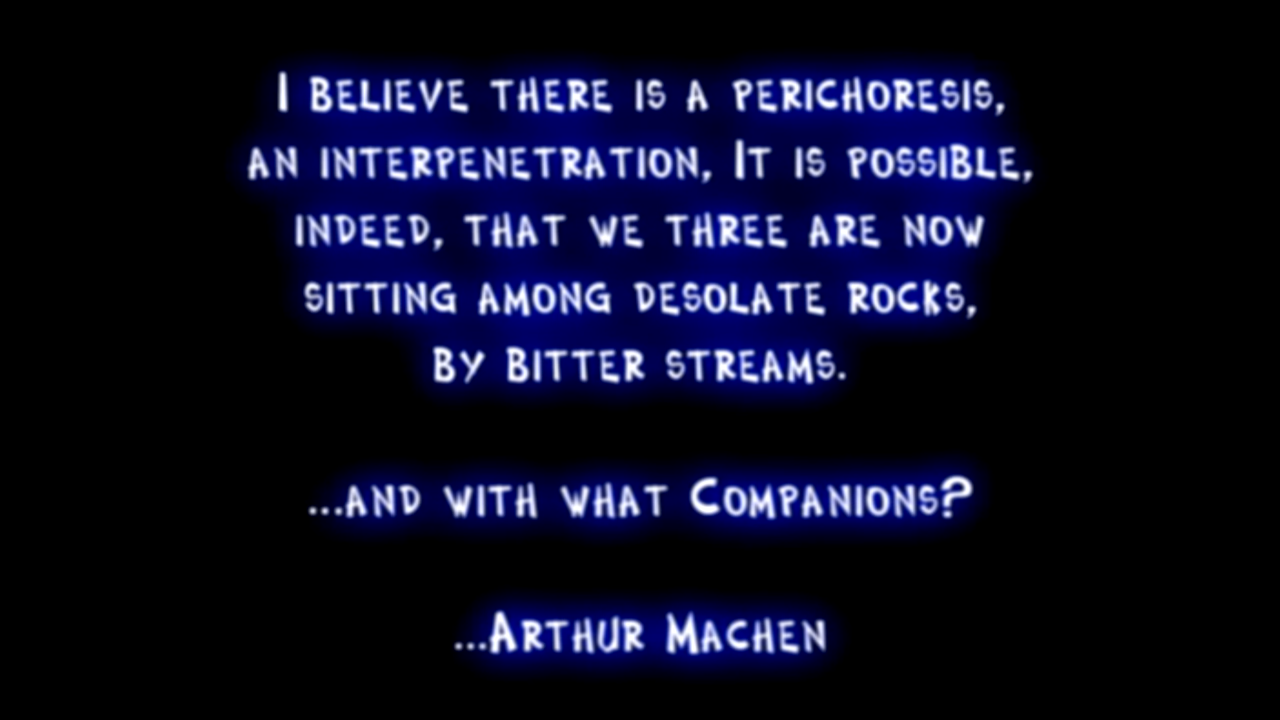 I Believe there is a perichoresis,
an interpenetration, It is possible,
indeed, that we three are now
sitting among desolate rocks,
by Bitter streams.
...and with what Companions?
...Arthur Machen